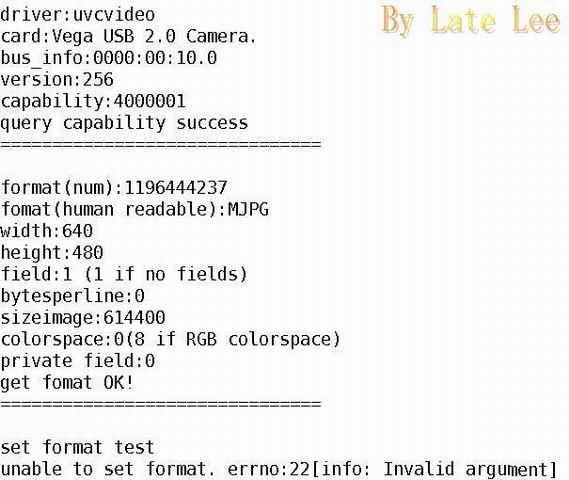 driver:uvcvideo
By Late Lee
card:Vega USB 2.0 Camera.
bus_info:0000:00:10.0
version:256
capability:4000001
query capability success
===============================
format(num):1196444237
fomat(human readable):MJPG
width:640
height:480
field:1 (1 if no fields)
bytesperline:0
sizeimage:614400
colorspace:0(8 if RGB colorspace)
private field:0
get fomat OK!
===============================
set format test
unable to set format. errno:22[info: Invalid argument]